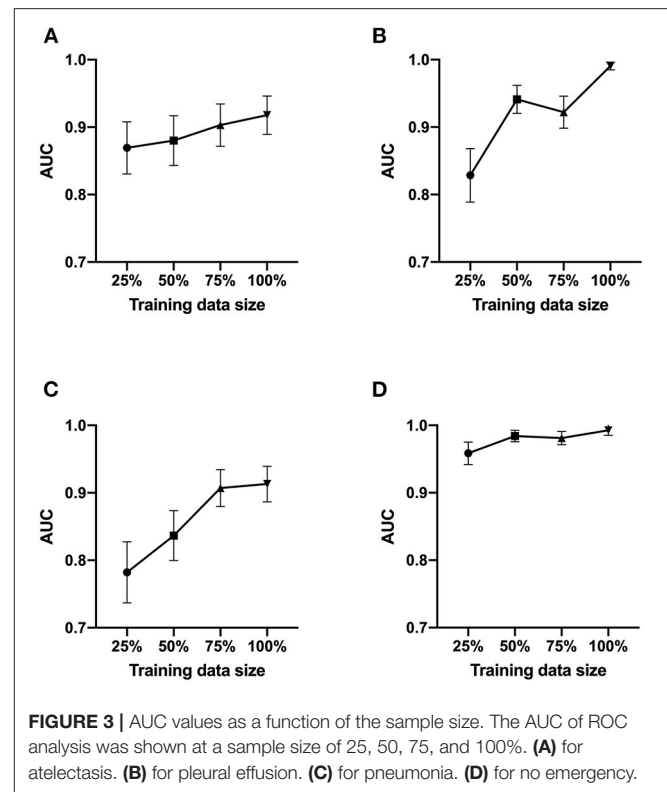 A
1.0
0.9
0.8
0.7
AUC
25% 50% 75% 100%
Training data size
B
1.0
0.9
0.8
0.7
AUC
25% 50% 75% 100%
Training data size
C
1.0
0.9
0.8
0.7
AUC
25% 50% 75% 100%
Training data size
D
1.0
0.9
0.8
0.7
AUC
25% 50% 75% 100%
Training data size
FIGURE 3 | AUC values as a function of the sample size. The AUC of ROC
analysis was shown at a sample size of 25, 50, 75, and 100%. (A) for
atelectasis. (B) for pleural effusion. (C) for pneumonia. (D) for no emergency.